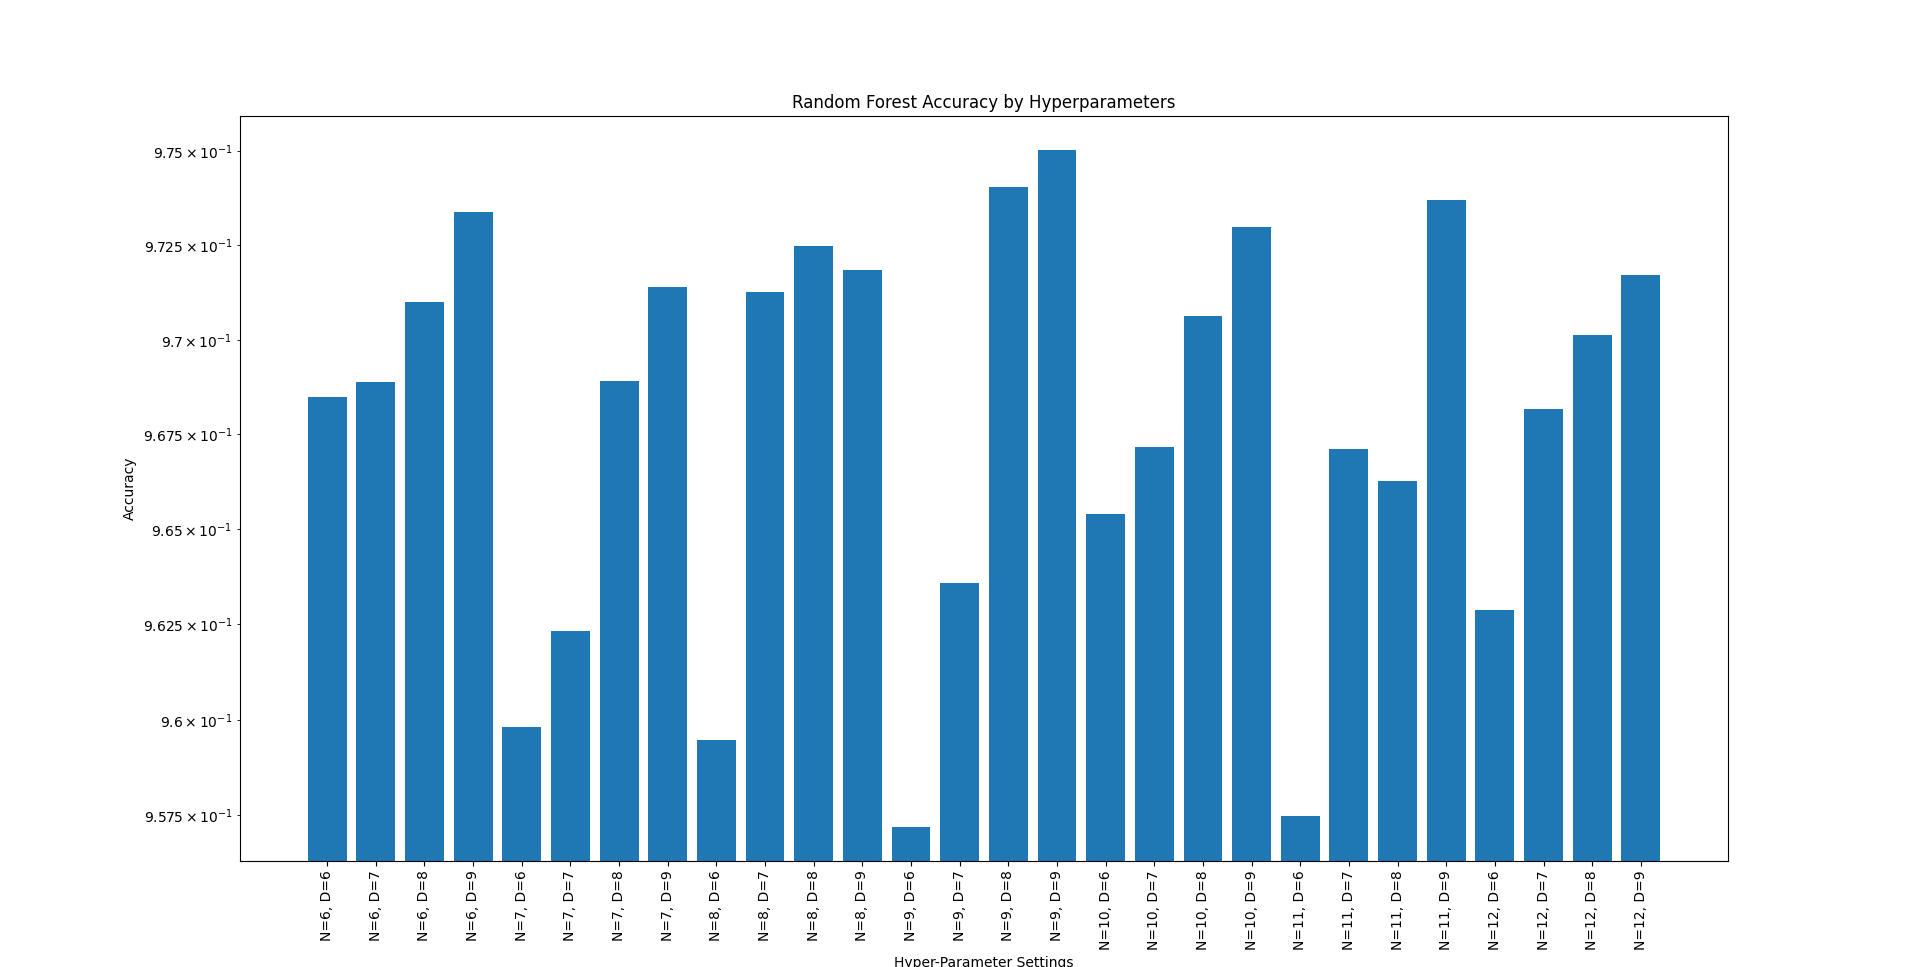 Random Forest Accuracy by Hyperparameters
9.75 × 10⁻¹
9.725 × 10⁻¹
9.7 × 10⁻¹
9.675 × 10⁻¹
9.65 × 10⁻¹
9.625 × 10⁻¹
9.6 × 10⁻¹
9.575 × 10⁻¹
Accuracy
N=6, D=6
N=6, D=7
N=6, D=8
N=6, D=9
N=7, D=6
N=7, D=7
N=7, D=8
N=7, D=9
N=8, D=6
N=8, D=7
N=8, D=8
N=8, D=9
N=9, D=6
N=9, D=7
N=9, D=8
N=9, D=9
N=10, D=6
N=10, D=7
N=10, D=8
N=10, D=9
N=11, D=6
N=11, D=7
N=11, D=8
N=11, D=9
N=12, D=6
N=12, D=7
N=12, D=8
N=12, D=9
Hyper-Parameter Settings